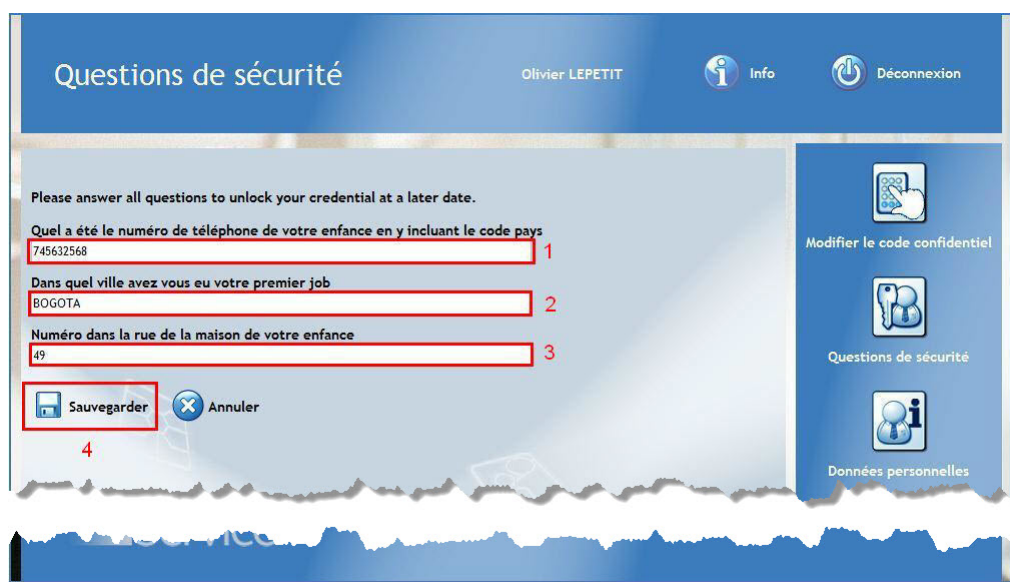 Questions de sécurité
Olivier LEPETIT
Info
Déconnexion
Please answer all questions to unlock your credential at a later date.
Quel a été le numéro de téléphone de votre enfance en y incluant le code pays
745632568
1
Dans quel ville avez vous eu votre premier job
BOGOTA
2
Numéro dans la rue de la maison de votre enfance
49
3
Sauvegarder
Annuler
4
Modifier le code confidentiel
Questions de sécurité
Données personnelles